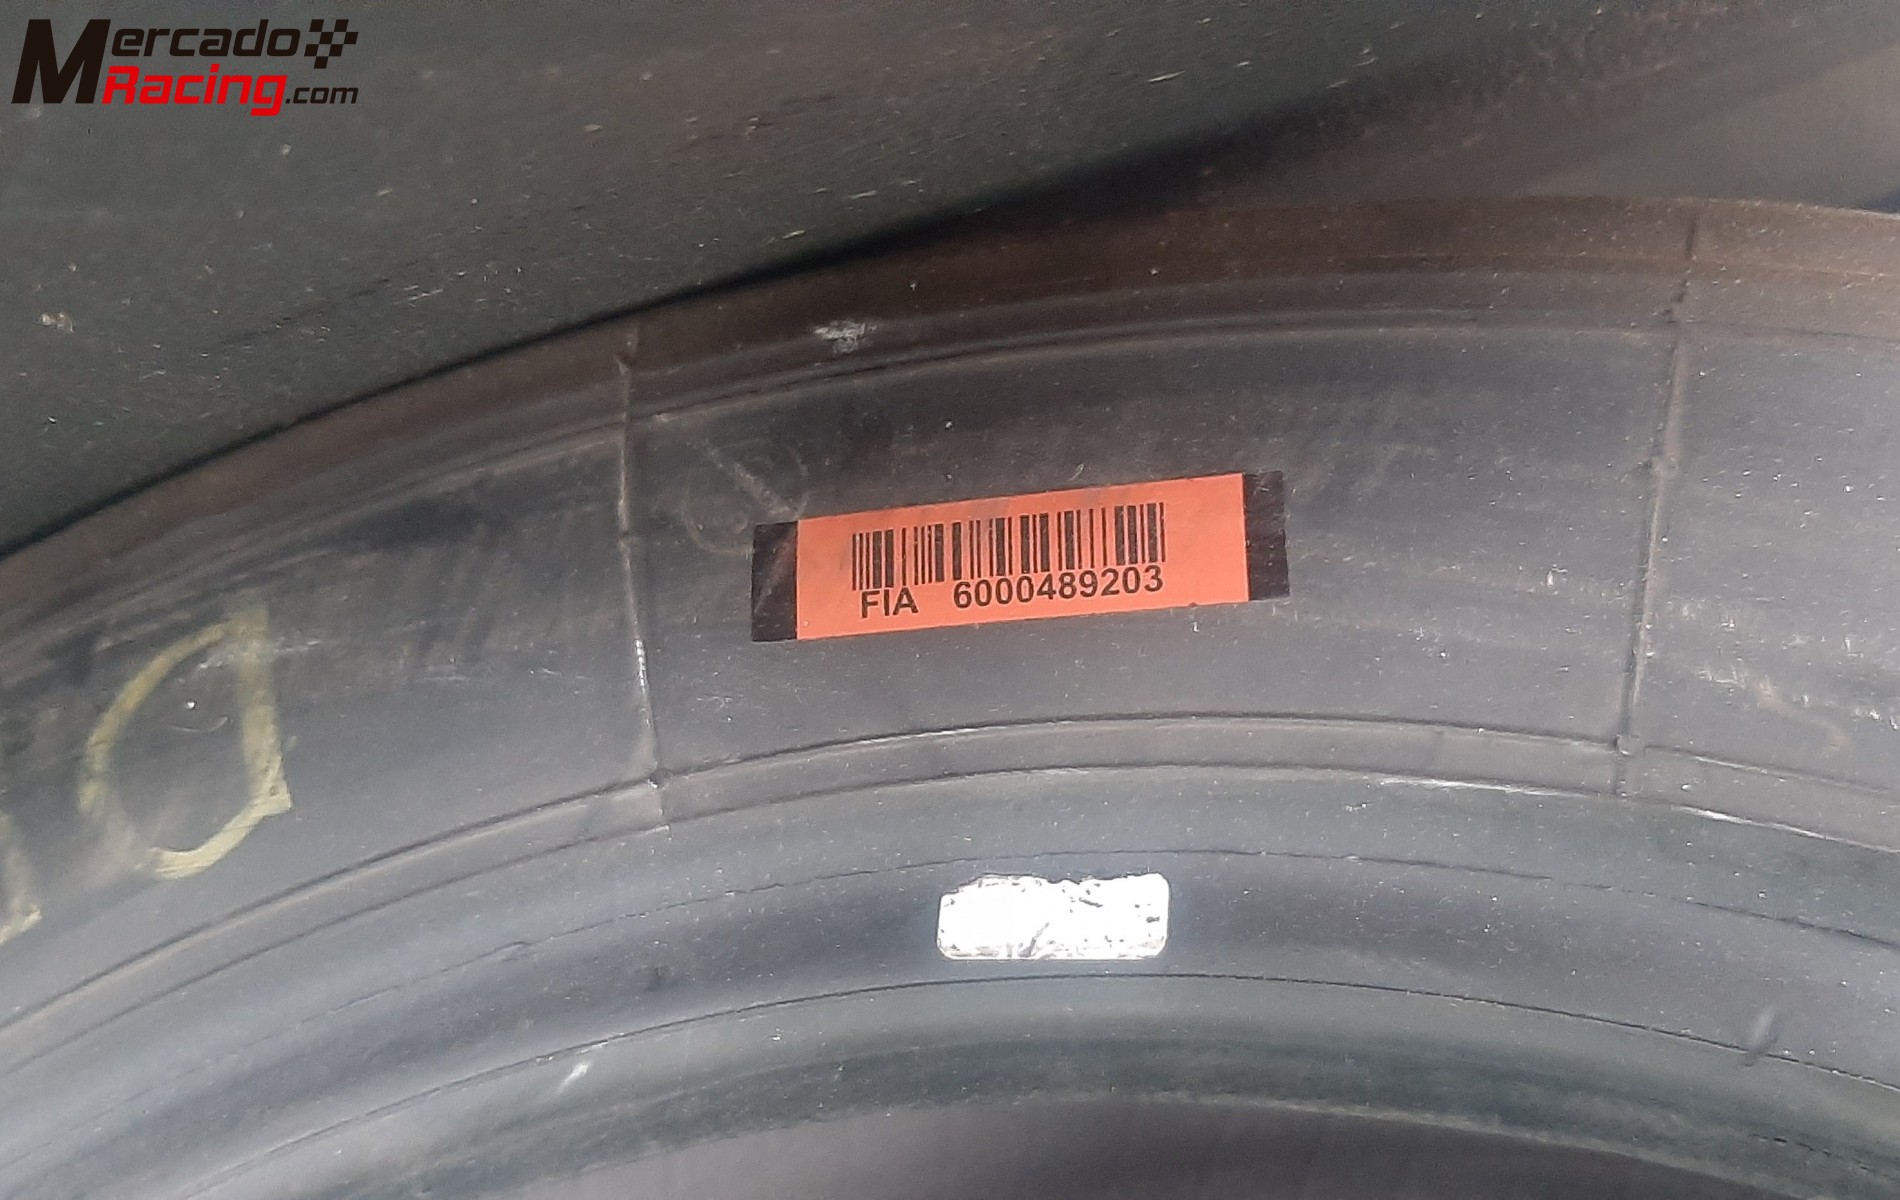 Mercado
Racing.com
FIA 6000489203
D